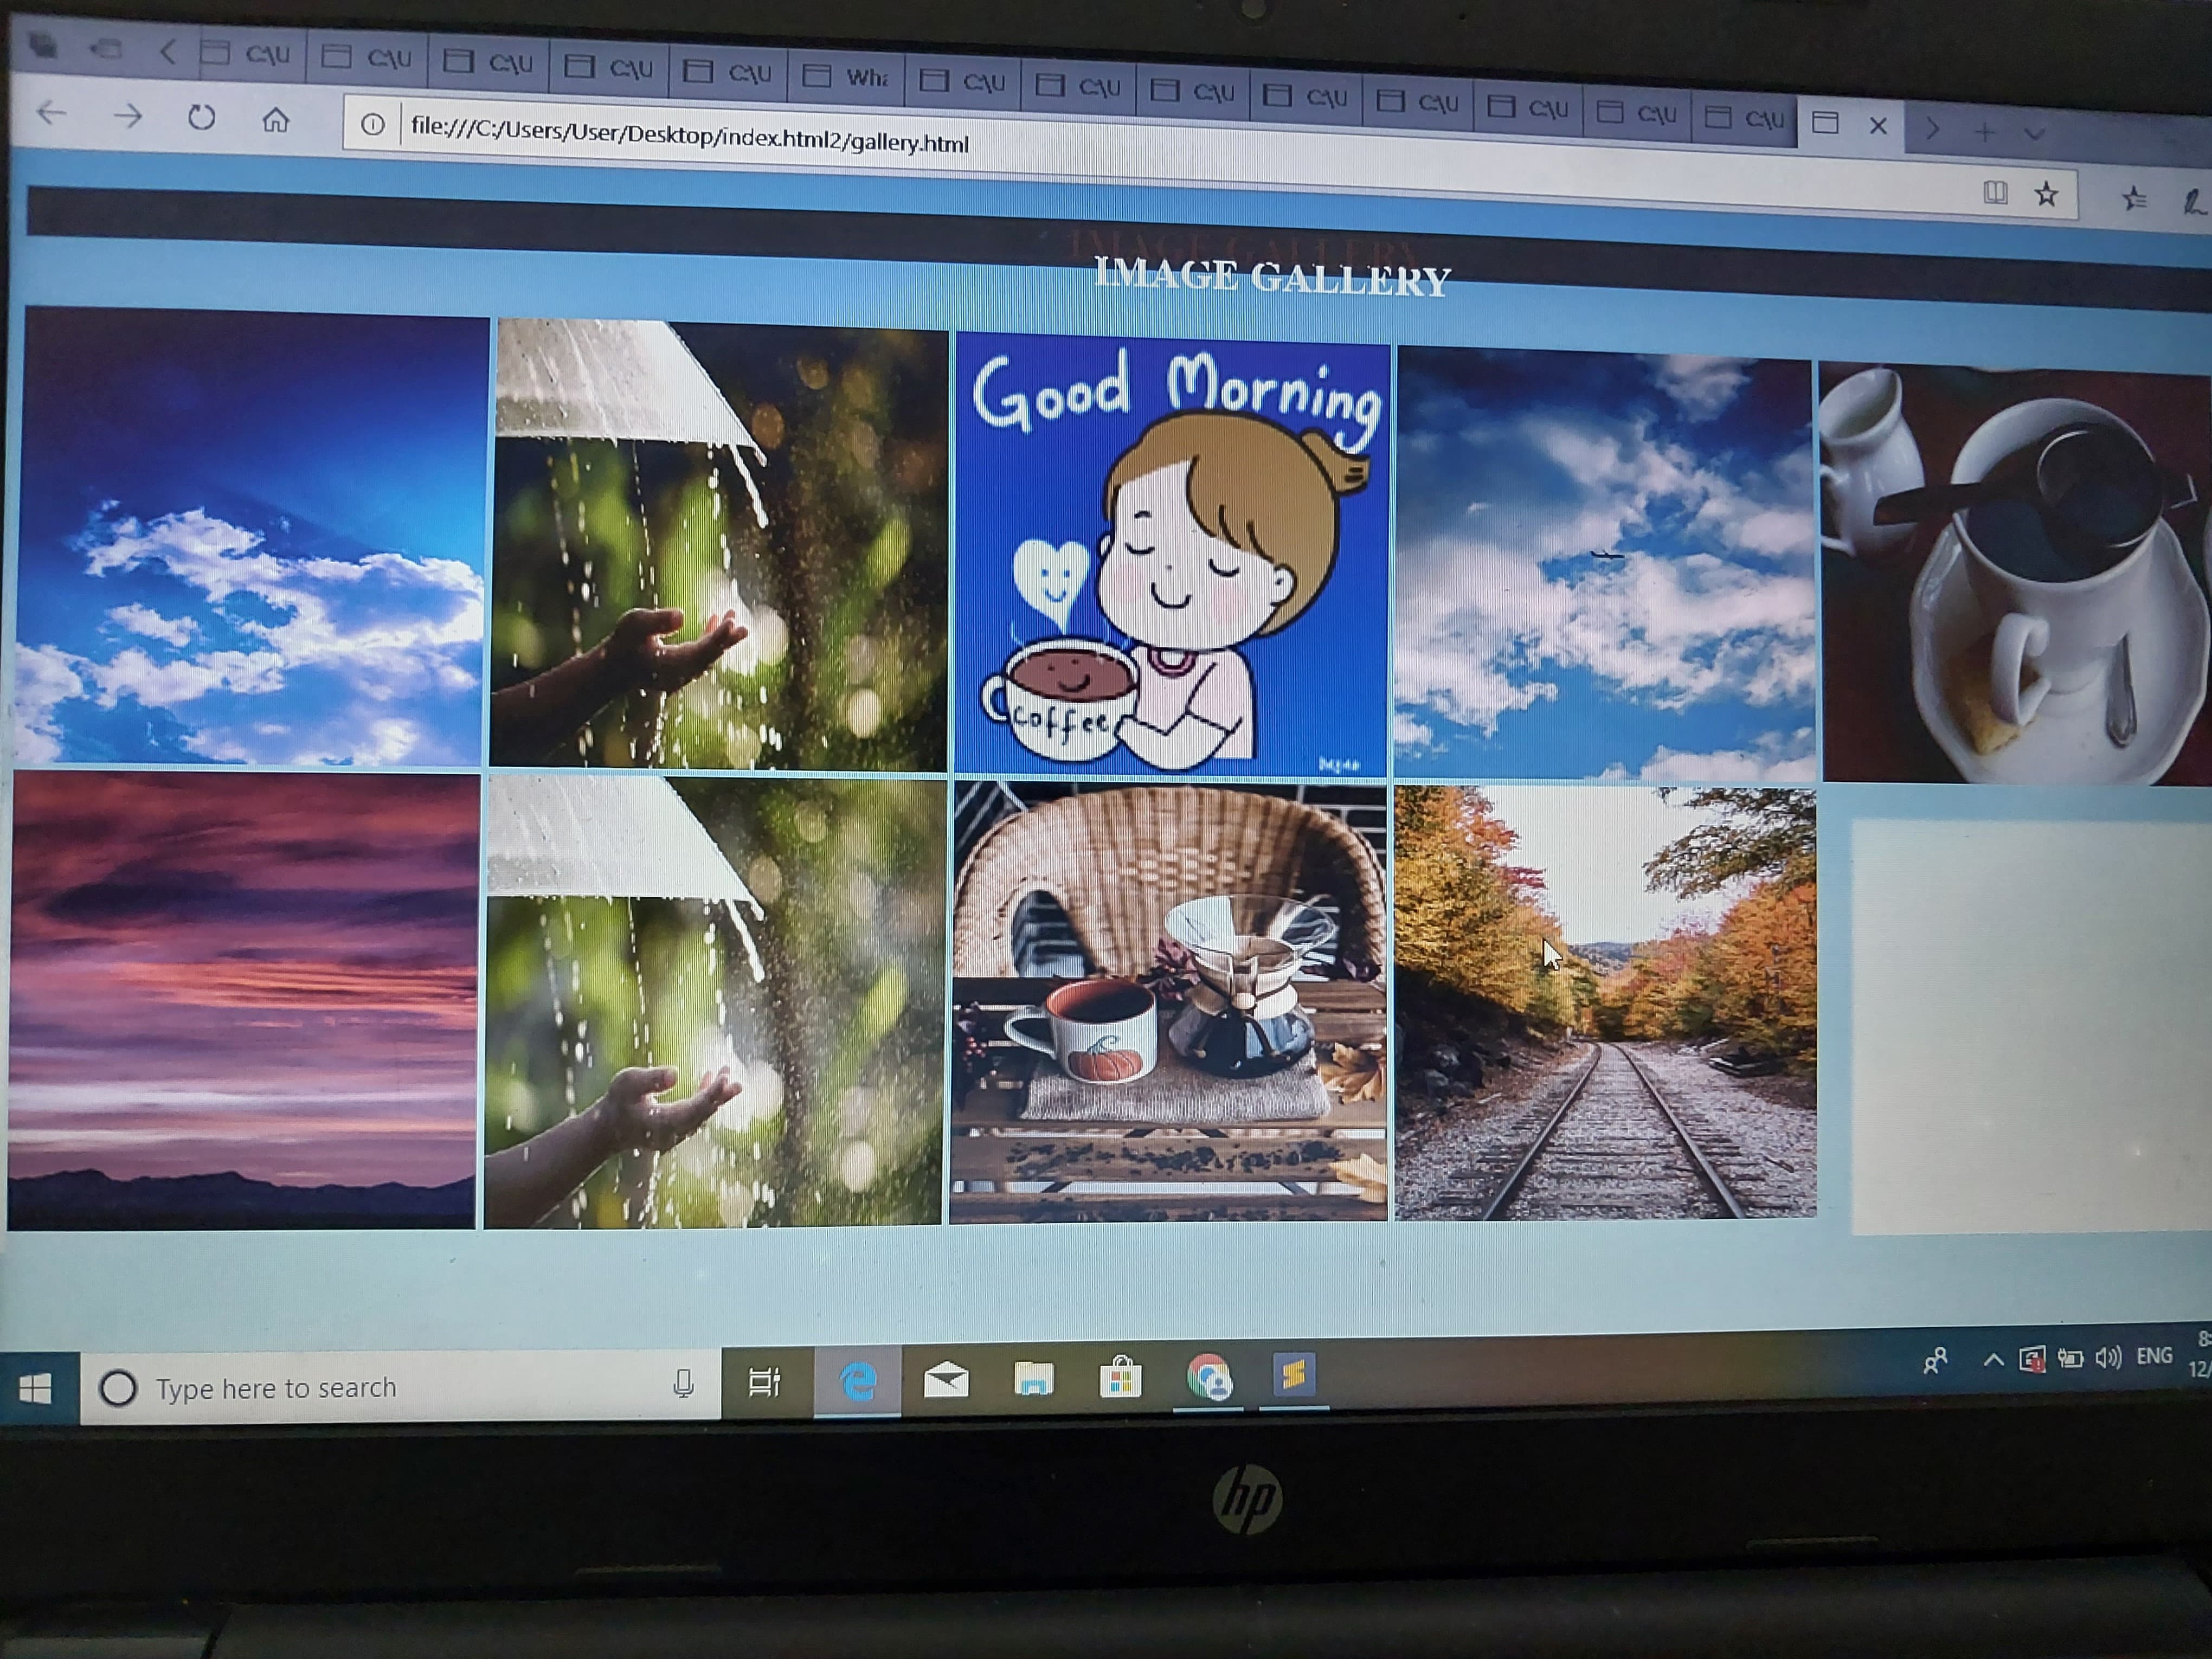 C:\U
C:\U
C:\U
C:\U
C:\U
C:\U
C:\U
C:\U
C:\U
C:\U
C:\U
C:\U
C:\U
file:///C:/Users/User/Desktop/index.html2/gallery.html
IMAGE GALLERY
IMAGE GALLERY
Good Morning
coffee
Type here to search
ENG
hp